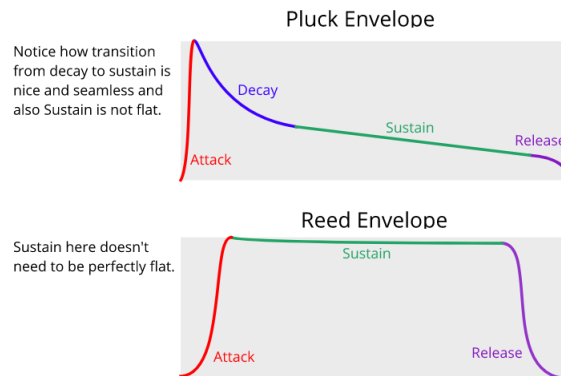 Pluck Envelope
Notice how transition
from decay to sustain is
nice and seamless and
also Sustain is not flat.
Decay
Sustain
Release
Attack
Reed Envelope
Sustain here doesn't
need to be perfectly flat.
Sustain
Attack
Release